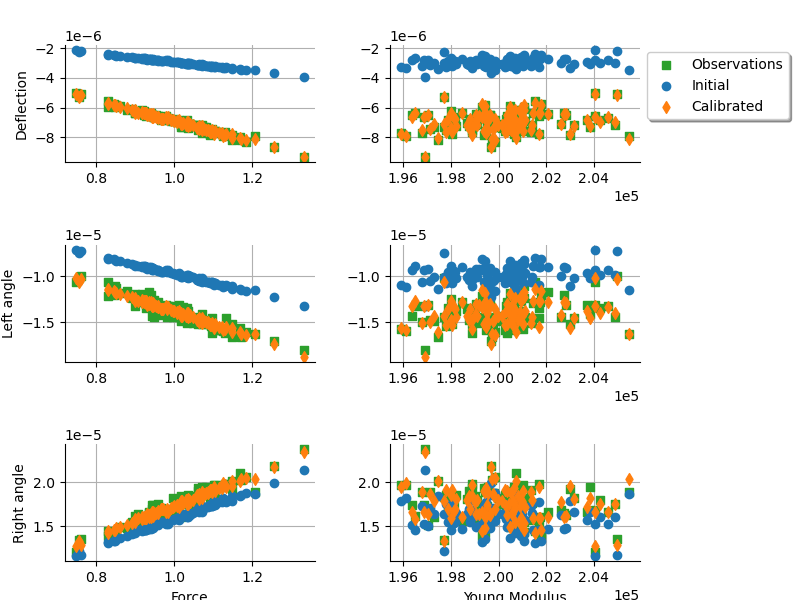 1e−6
Deflection
−2
−4
−6
−8
0.8
1.0
1.2
1e−6
−2
−4
−6
−8
1.96
1.98
2.00
2.02
2.04
1e5
Observations
Initial
Calibrated
1e−5
Left angle
−1.0
−1.5
0.8
1.0
1.2
1e−5
−1.0
−1.5
1.96
1.98
2.00
2.02
2.04
1e5
1e−5
Right angle
2.0
1.5
0.8
1.0
1.2
Force
1e−5
2.0
1.5
1.96
1.98
2.00
2.02
2.04
Young Modulus
1e5